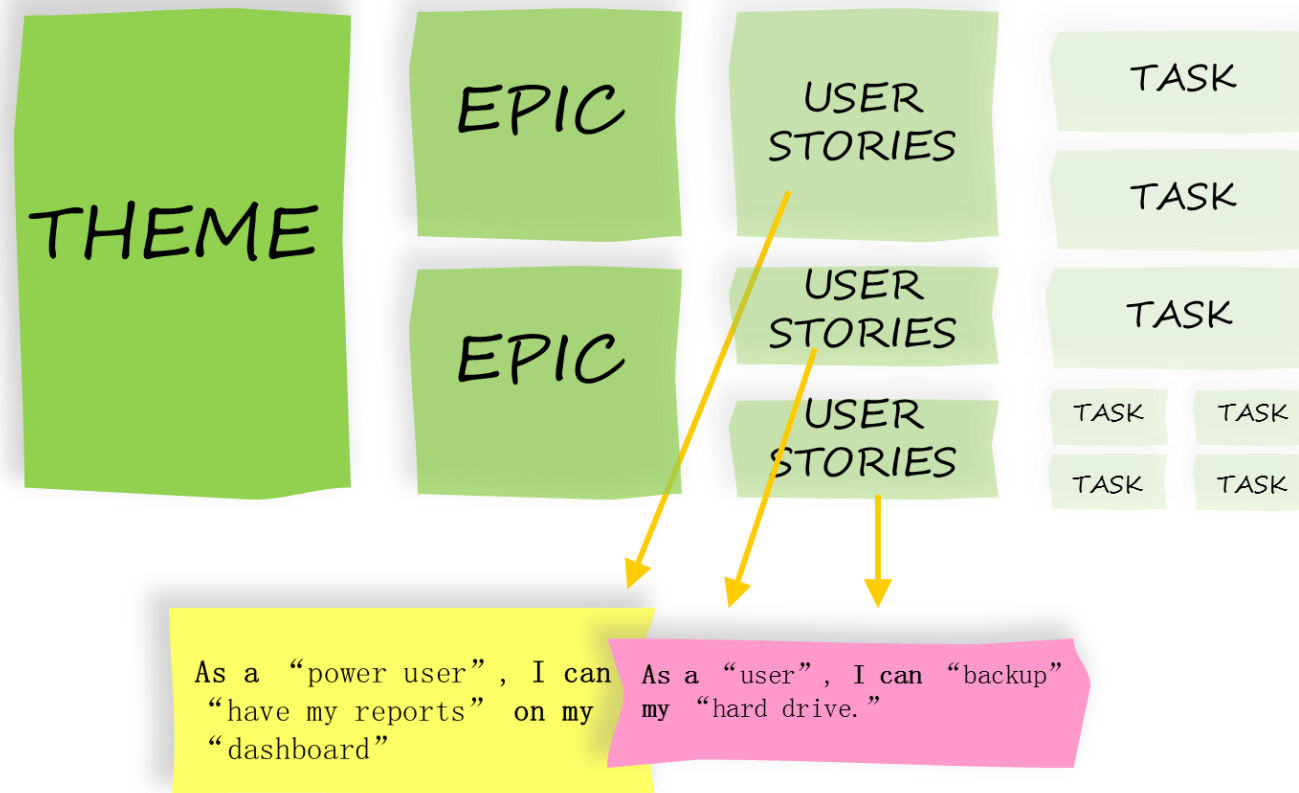 THEME
EPIC
EPIC
USER
STORIES
USER
STORIES
USER
STORIES
TASK
TASK
TASK
TASK TASK
TASK TASK
As a “power user”, I can
“have my reports” on my
“dashboard”
As a “user”, I can “backup”
my “hard drive.”